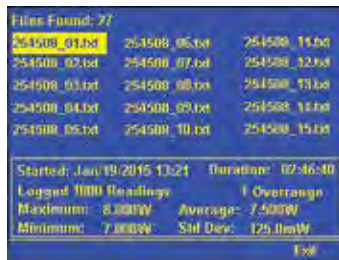 Files Found: 77
254508_01.txt 254508_06.txt 254508_11.txt
254508_02.txt 254508_07.txt 254508_12.txt
254508_03.txt 254508_08.txt 254508_13.txt
254508_04.txt 254508_09.txt 254508_14.txt
254508_05.txt 254508_10.txt 254508_15.txt
Started: Jan/19/2015 13:21 Duration: 02:46:40
Logged 1000 Readings 1 Overrange
Maximum: 8.000W Average: 7.500W
Minimum: 7.000W Std Dev: 125.0mW
Exit